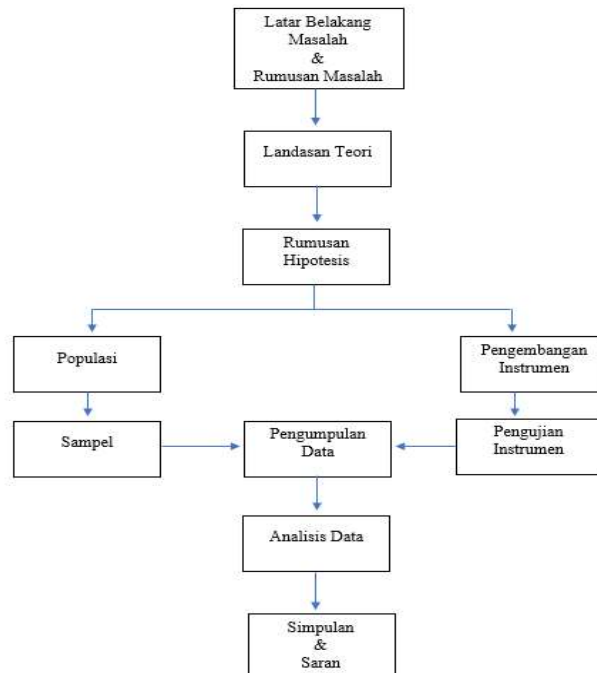 Latar Belakang
Masalah
&
Rumusan Masalah
Landasan Teori
Rumusan
Hipotesis
Populasi
Pengembangan
Instrumen
Sampel
Pengumpulan
Data
Pengujian
Instrumen
Analisis Data
Simpulan
&
Saran